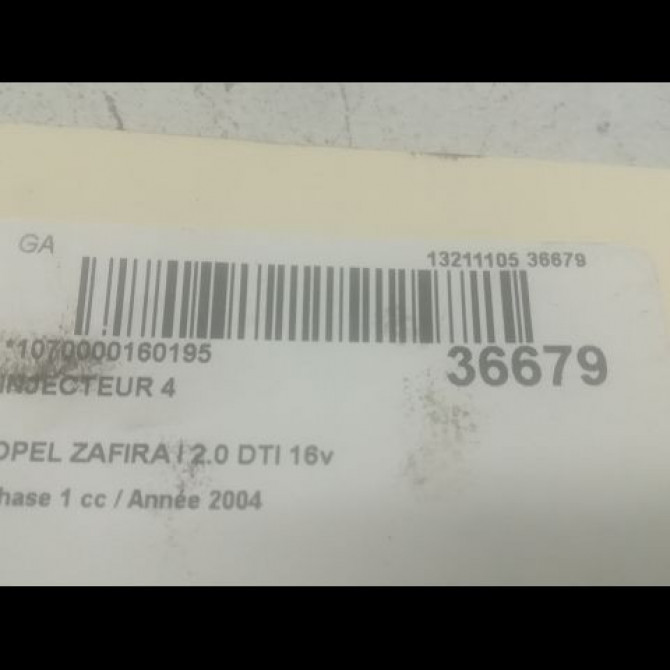 GA
13211105 36679
*1070000160195
36679
INJECTEUR 4
OPEL ZAFIRA I 2.0 DTI 16v
hase 1 cc / Année 2004